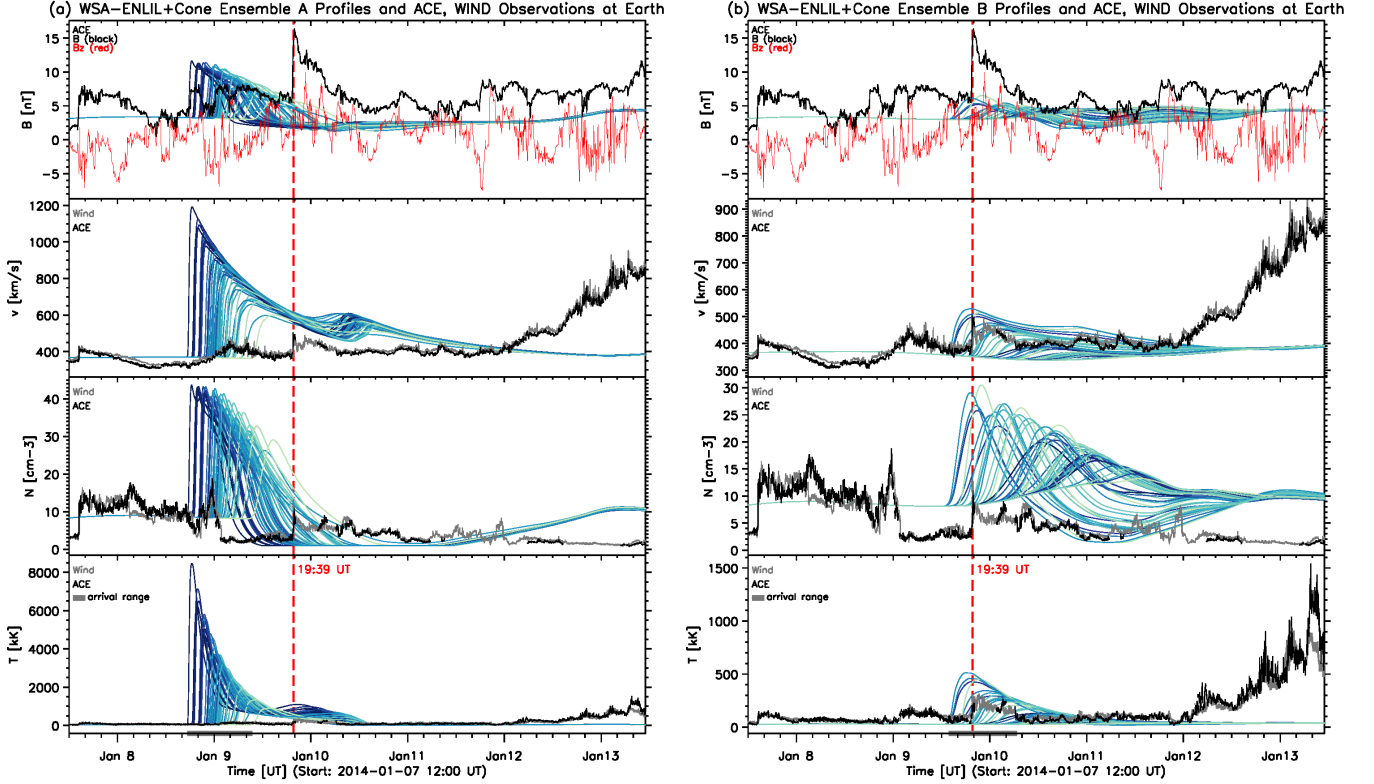 (a) WSA-ENLIL+Cone Ensemble A Profiles and ACE, WIND Observations at Earth
ACE
B (black)
Bz (red)
15
10
5
0
-5
B [nT]
Wind
ACE
1200
1000
800
600
400
v [km/s]
Wind
ACE
40
30
20
10
0
N [cm-3]
Wind
ACE
arrival range
19:39 UT
8000
6000
4000
2000
0
T [kK]
Jan 8
Jan 9
Jan10
Jan11
Jan12
Jan13
Time [UT] (Start: 2014-01-07 12:00 UT)
(b) WSA-ENLIL+Cone Ensemble B Profiles and ACE, WIND Observations at Earth
ACE
B (black)
Bz (red)
15
10
5
0
-5
B [nT]
Wind
ACE
900
800
700
600
500
400
300
v [km/s]
Wind
ACE
30
25
20
15
10
5
0
N [cm-3]
Wind
ACE
arrival range
19:39 UT
1500
1000
500
0
T [kK]
Jan 8
Jan 9
Jan10
Jan11
Jan12
Jan13
Time [UT] (Start: 2014-01-07 12:00 UT)